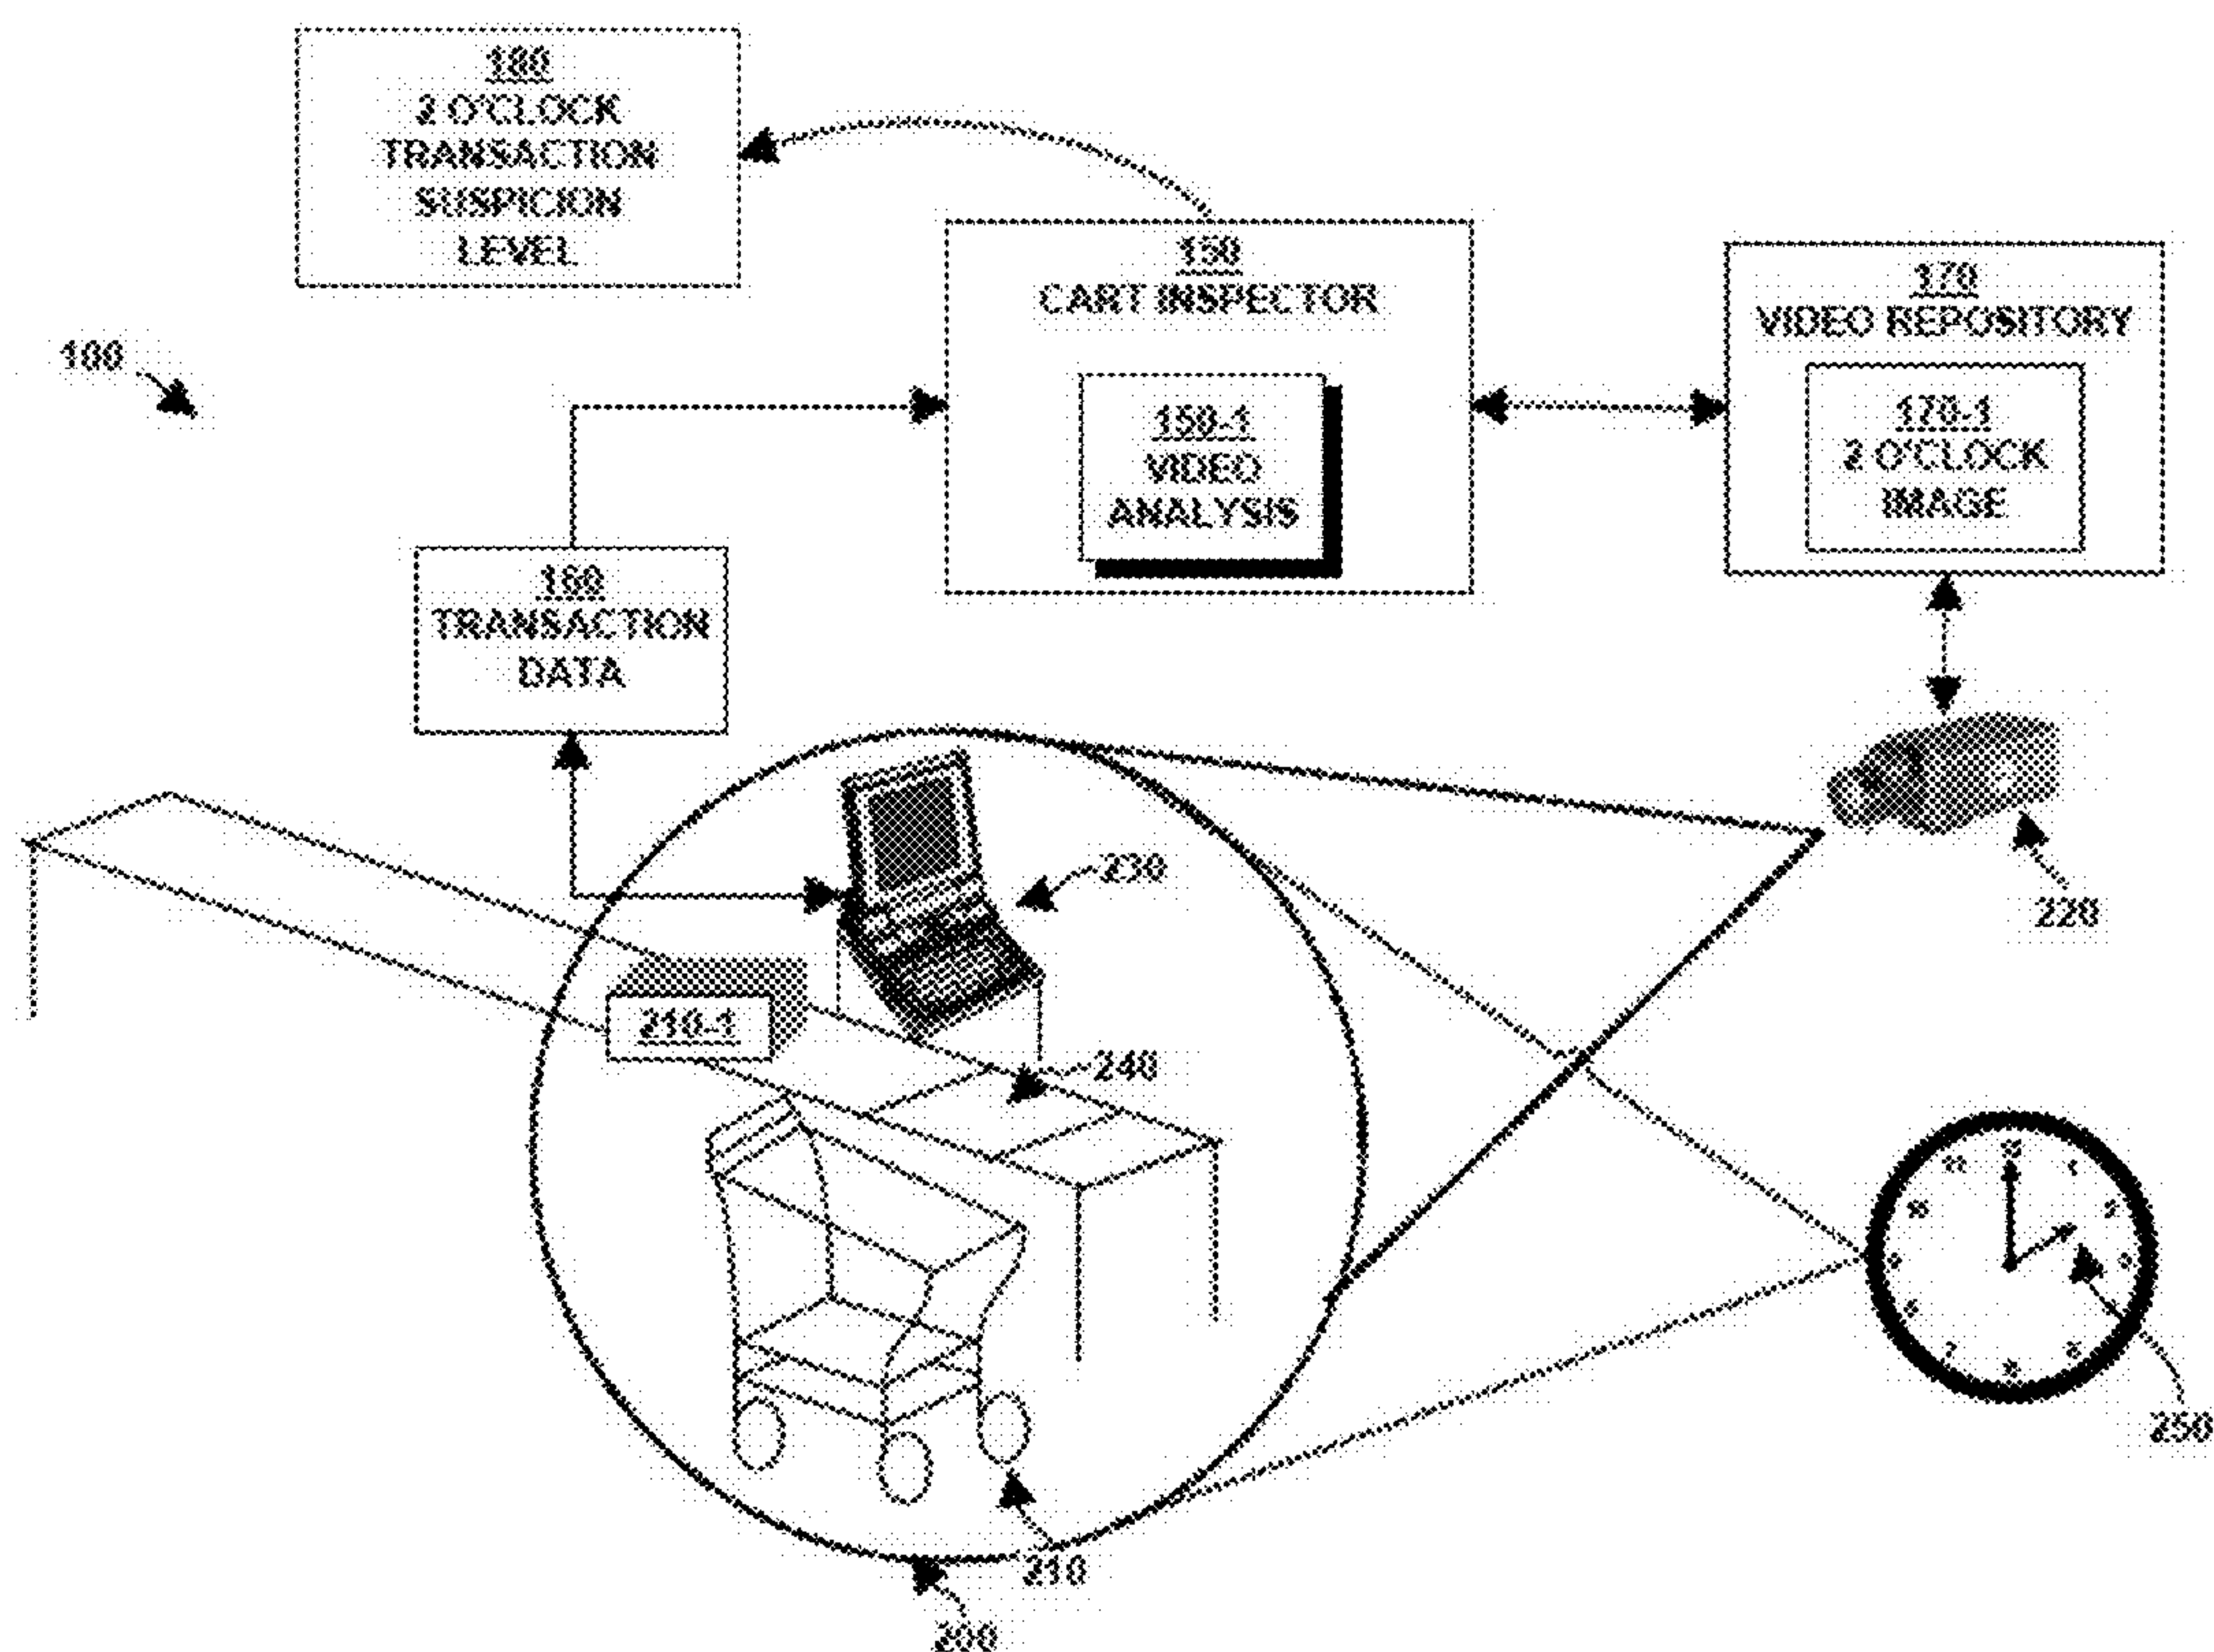 180
2 O'CLOCK
TRANSACTION
SUSPICION
LEVEL
150
CART INSPECTOR
150-1
VIDEO
ANALYSIS
170
VIDEO REPOSITORY
170-1
2 O'CLOCK
IMAGE
100
160
TRANSACTION
DATA
230
220
210-1
240
250
210
200